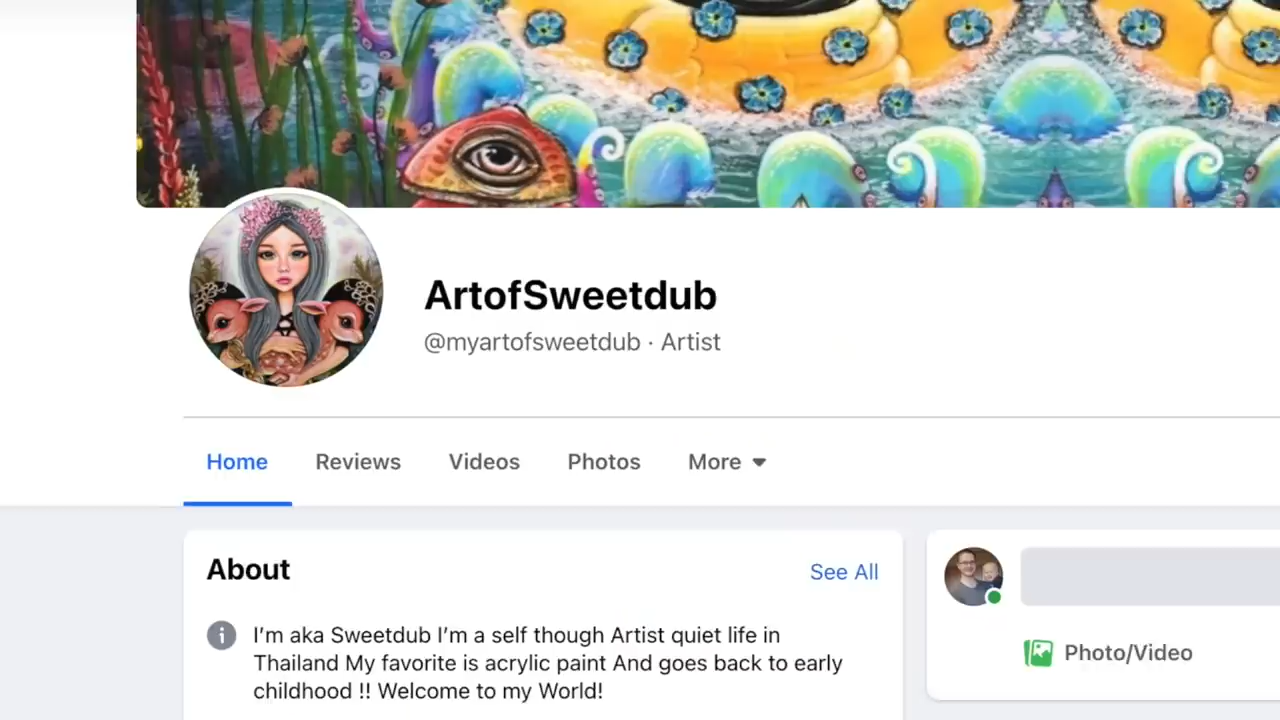 ArtofSweetdub
@myartofsweetdub · Artist
Home Reviews Videos Photos More
About See All
I'm aka Sweetdub I'm a self though Artist quiet life in
Thailand My favorite is acrylic paint And goes back to early
childhood !! Welcome to my World!
Photo/Video